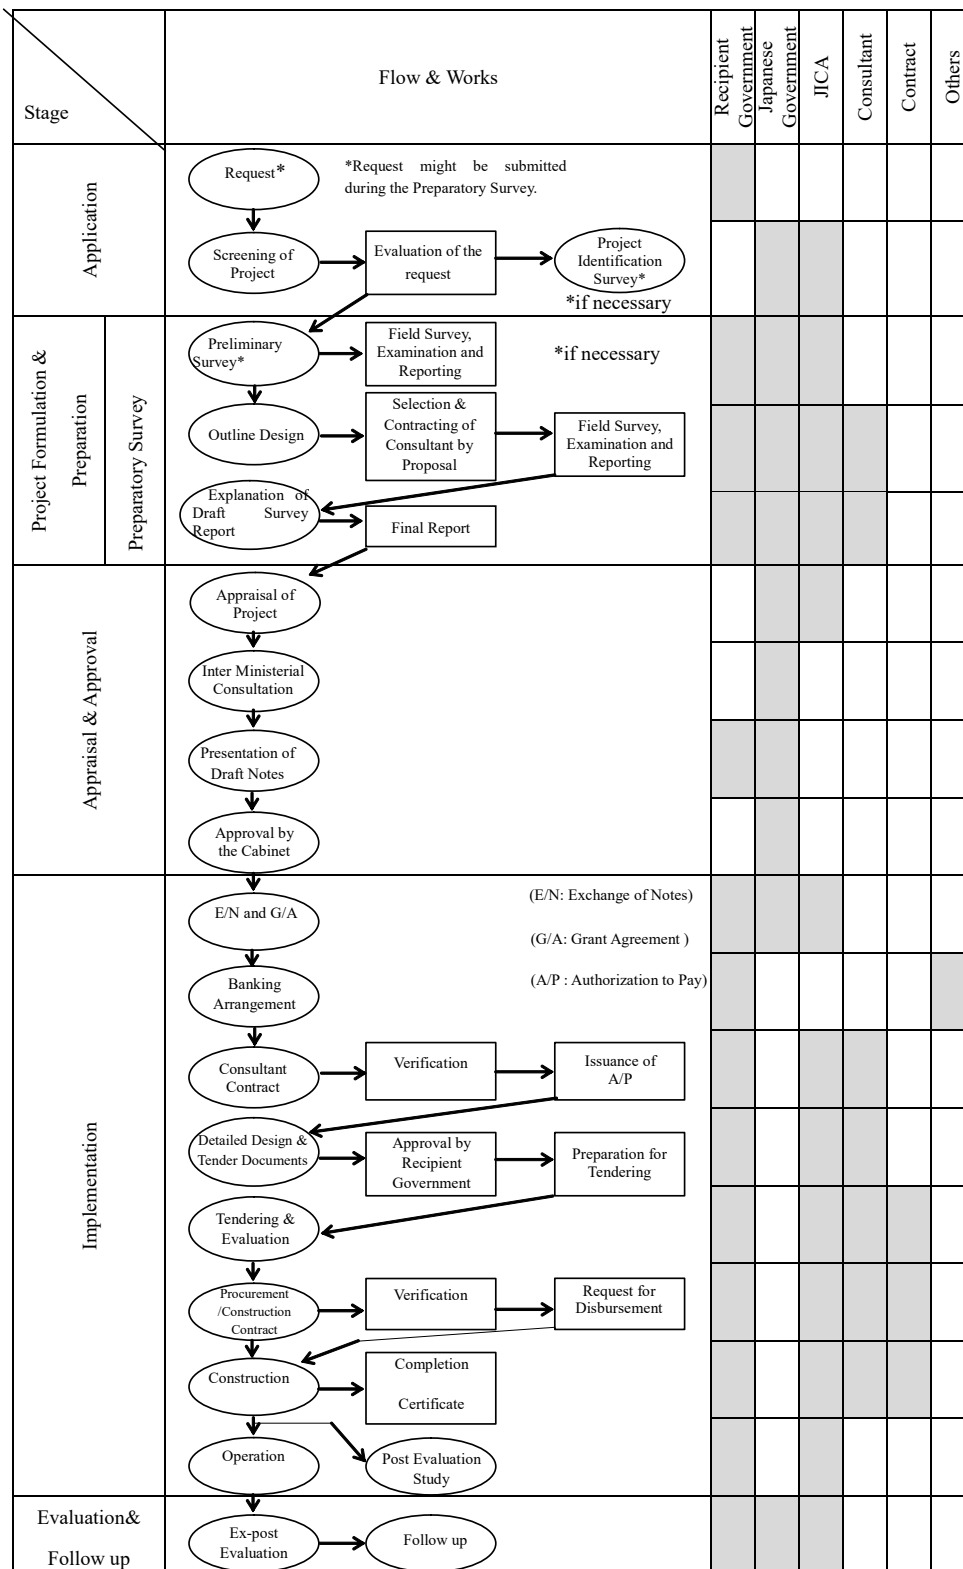 Stage
Flow & Works
Recipient
Government
Japanese
Government
JICA
Consultant
Contract
Others
Application
Request*
*Request might be submitted
during the Preparatory Survey.
Screening of
Project
Evaluation of the
request
Project
Identification
Survey*
*if necessary
Project Formulation &
Preparation
Preparatory Survey
Preliminary
Survey*
Field Survey,
Examination and
Reporting
*if necessary
Outline Design
Selection &
Contracting of
Consultant by
Proposal
Field Survey,
Examination and
Reporting
Explanation of
Draft Survey
Report
Final Report
Appraisal & Approval
Appraisal of
Project
Inter Ministerial
Consultation
Presentation of
Draft Notes
Approval by
the Cabinet
Implementation
E/N and G/A
(E/N: Exchange of Notes)
(G/A: Grant Agreement )
(A/P : Authorization to Pay)
Banking
Arrangement
Consultant
Contract
Verification
Issuance of
A/P
Detailed Design &
Tender Documents
Approval by
Recipient
Government
Preparation for
Tendering
Tendering &
Evaluation
Procurement
/Construction
Contract
Verification
Request for
Disbursement
Construction
Completion
Certificate
Operation
Post Evaluation
Study
Evaluation&
Follow up
Ex-post
Evaluation
Follow up